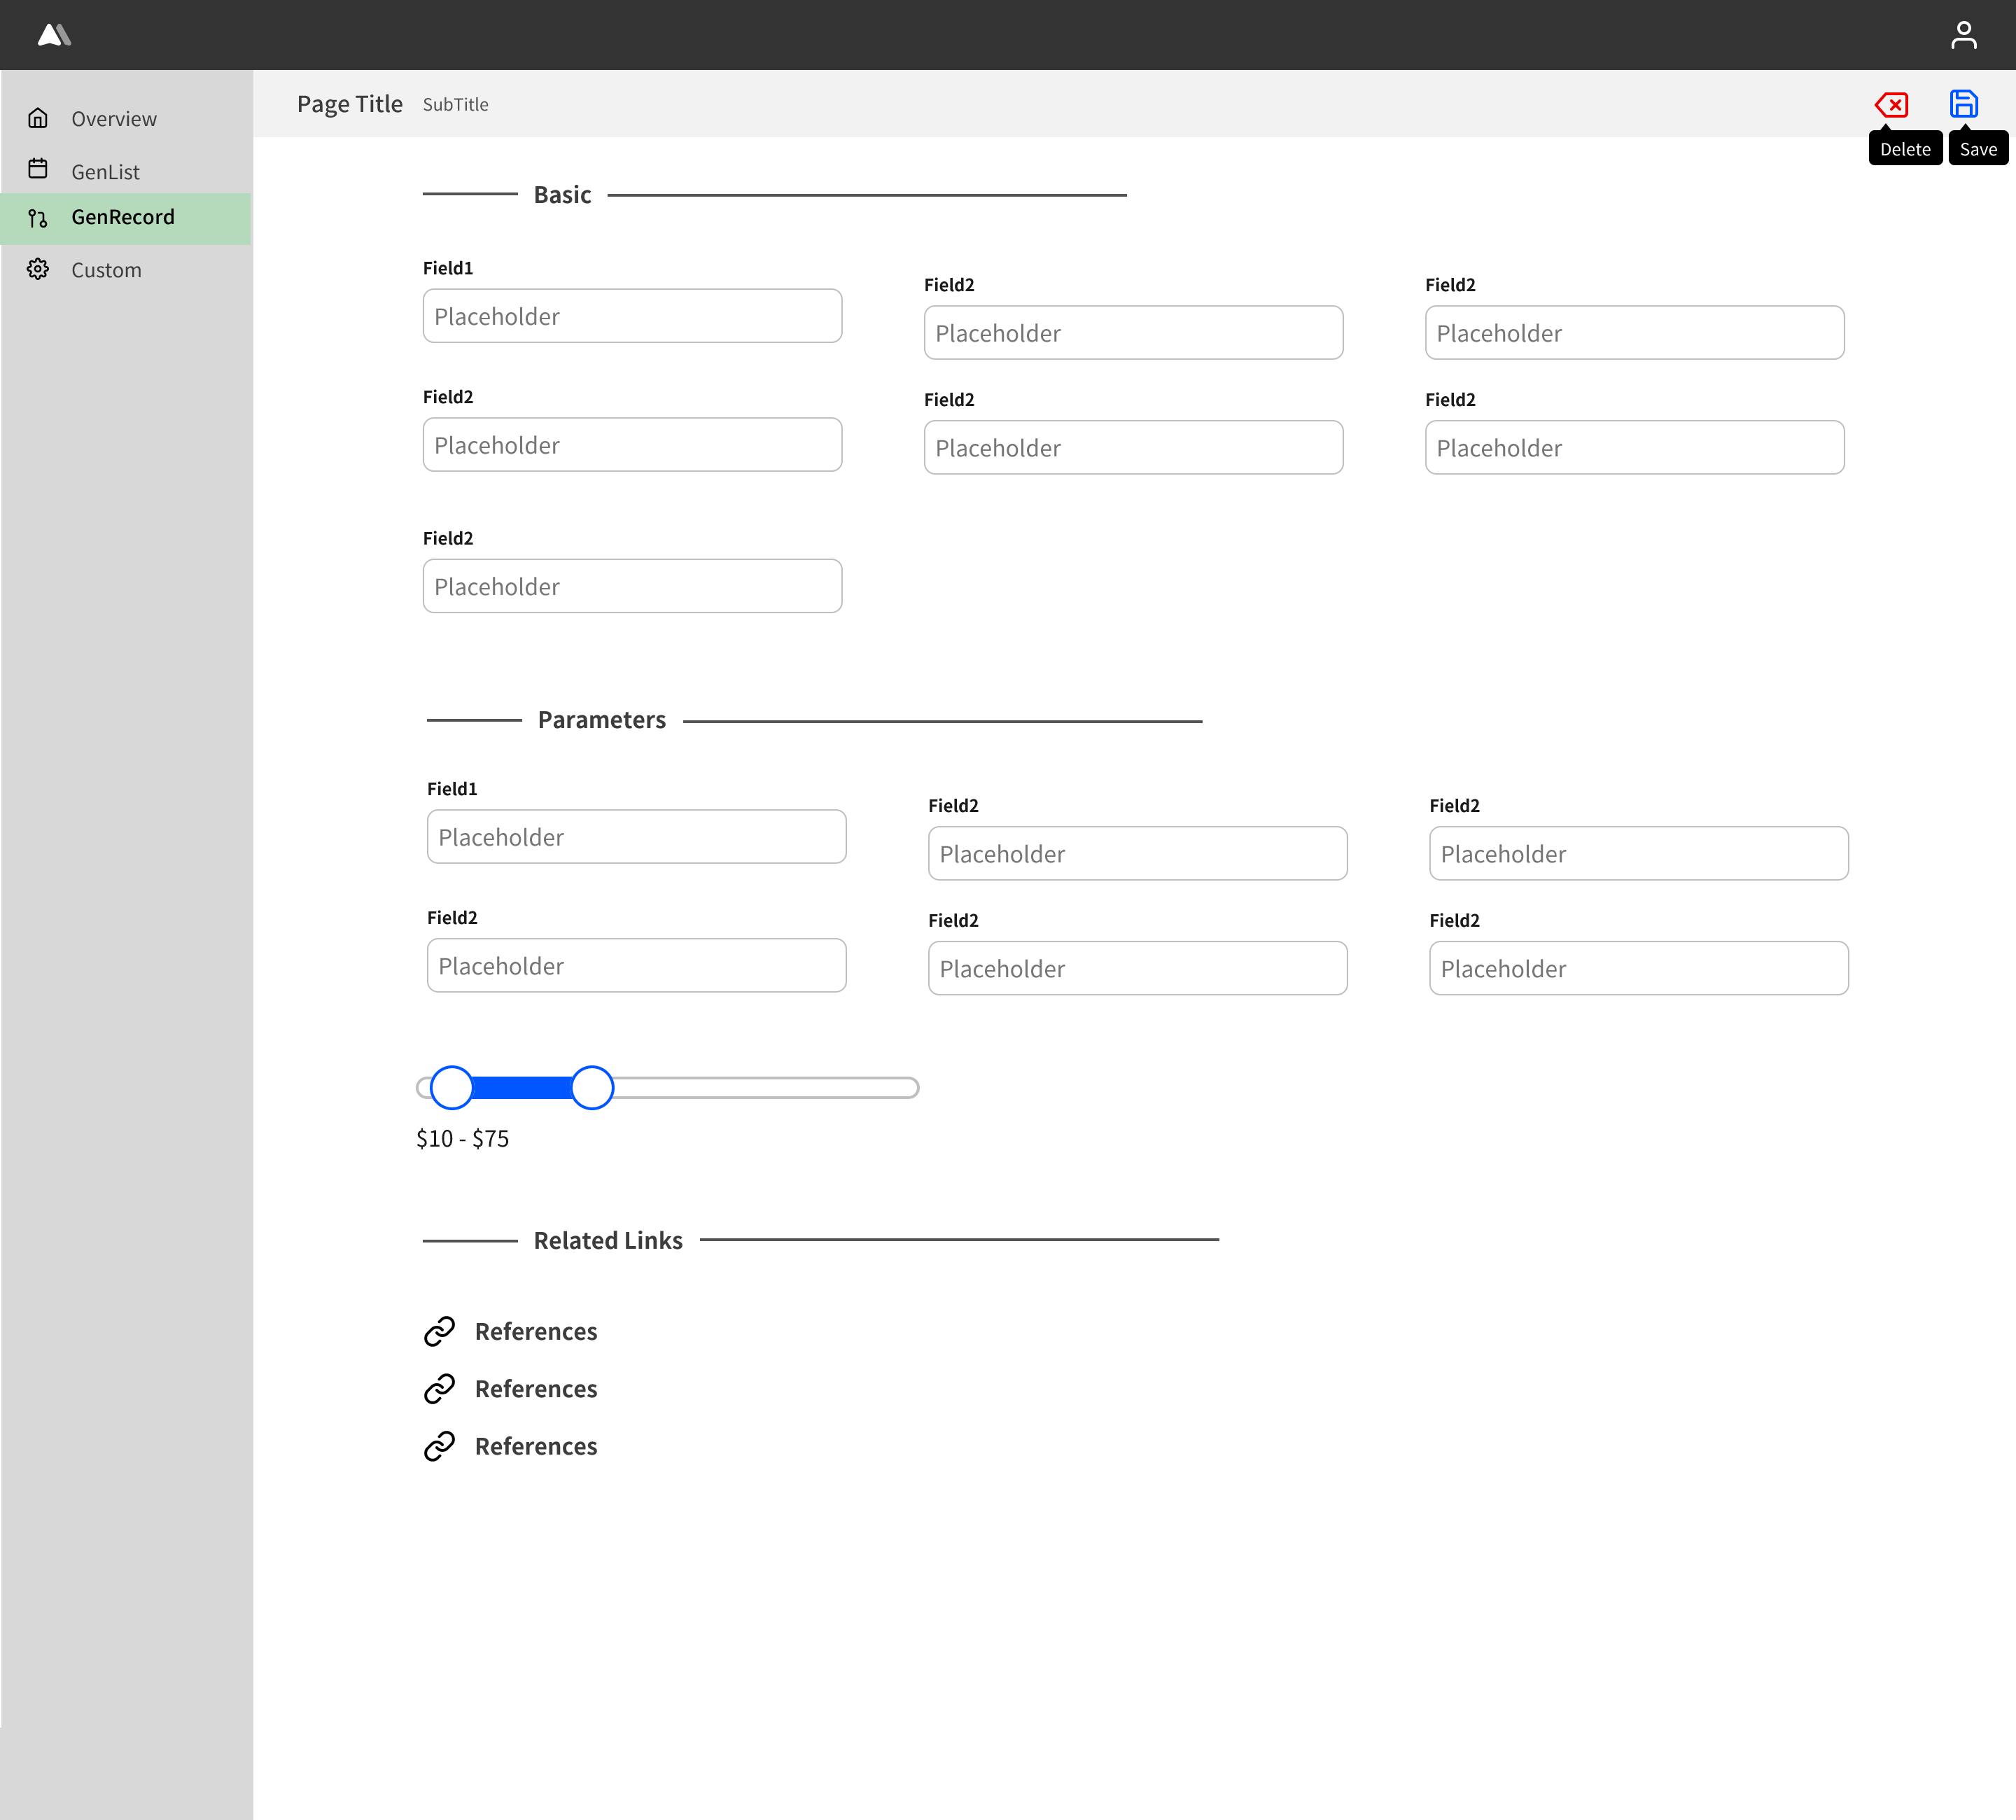 Overview
GenList
GenRecord
Custom
Page Title SubTitle
Delete Save
Basic
Field1
Placeholder
Field2
Placeholder
Field2
Placeholder
Field2
Placeholder
Field2
Placeholder
Field2
Placeholder
Field2
Placeholder
Parameters
Field1
Placeholder
Field2
Placeholder
Field2
Placeholder
Field2
Placeholder
Field2
Placeholder
Field2
Placeholder
$10 - $75
Related Links
References
References
References